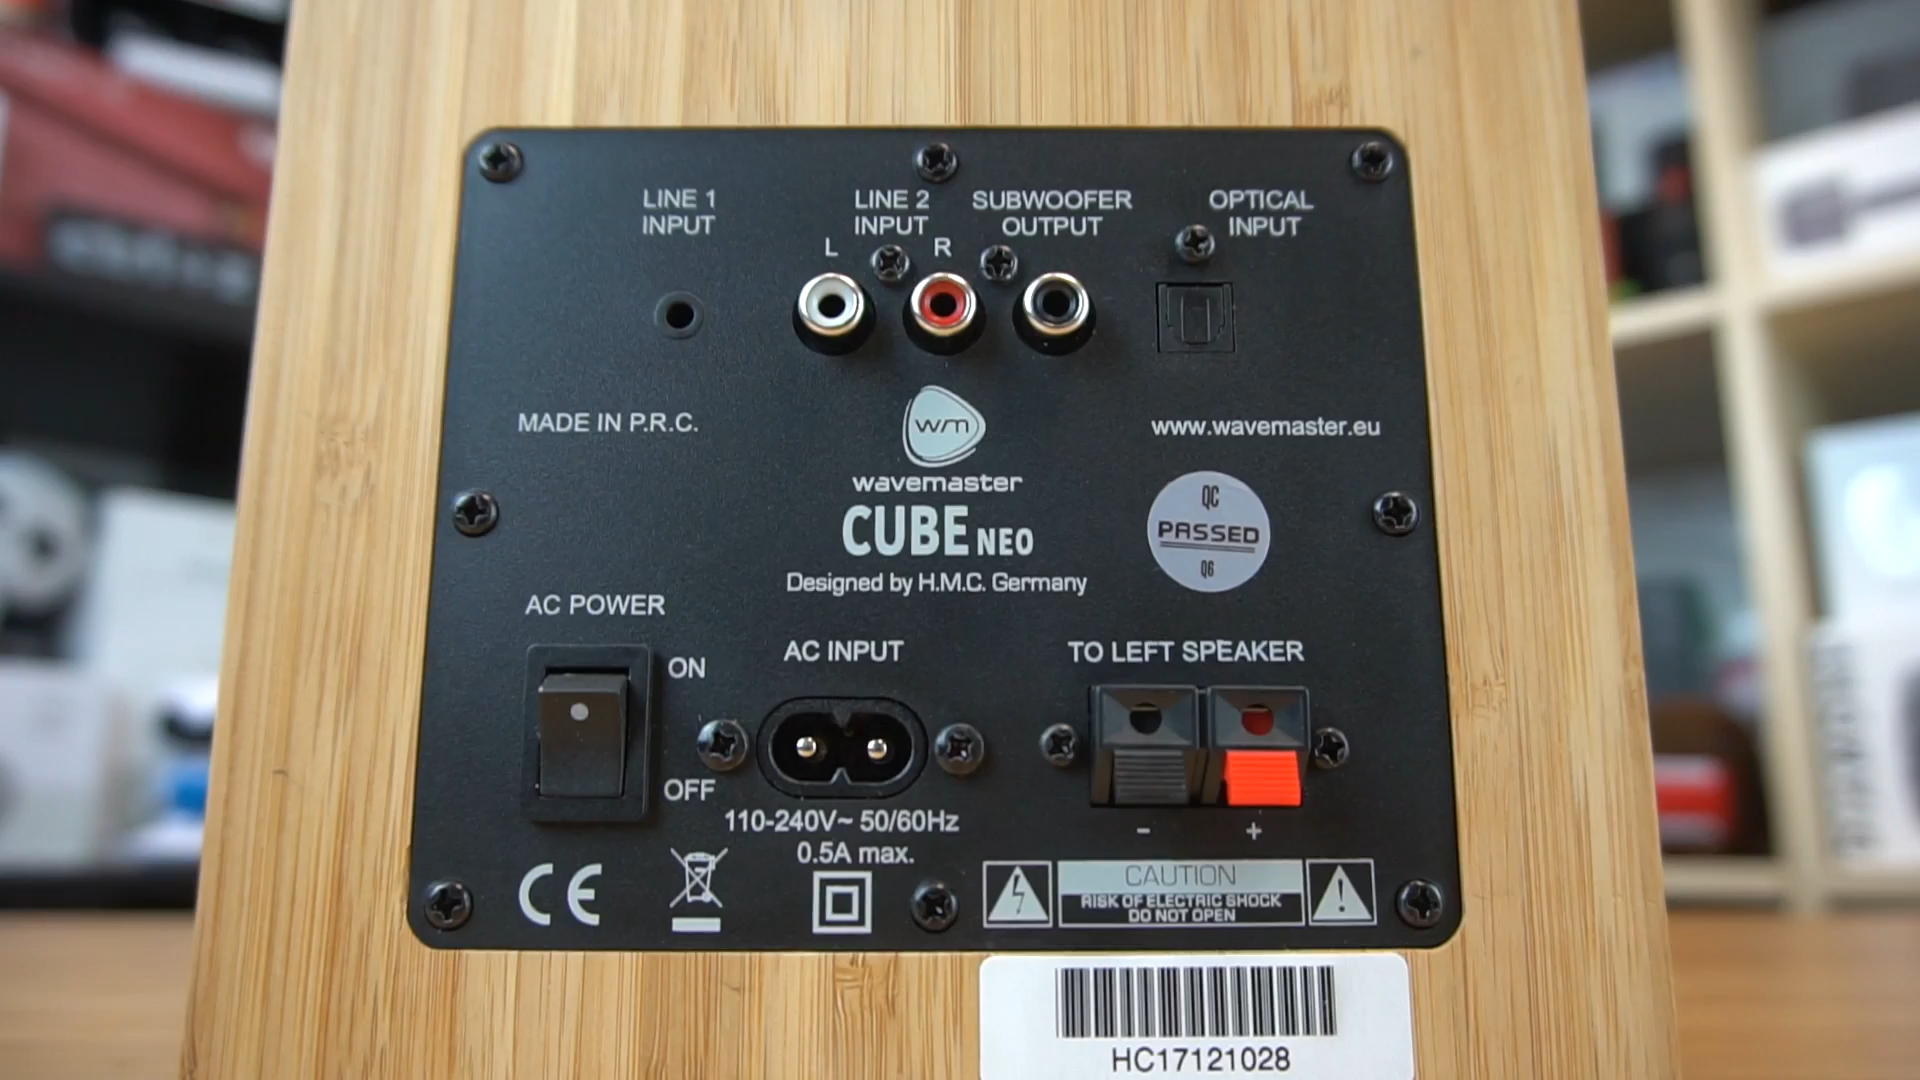 LINE 1
INPUT
LINE 2
INPUT
L R
SUBWOOFER
OUTPUT
OPTICAL
INPUT
MADE IN P.R.C.
wm
wavemaster
CUBE NEO
Designed by H.M.C. Germany
www.wavemaster.eu
QC
PASSED
Q6
AC POWER
ON
OFF
AC INPUT
110-240V~ 50/60Hz
0.5A max.
TO LEFT SPEAKER
- +
CE
CAUTION
RISK OF ELECTRIC SHOCK
DO NOT OPEN
HC17121028